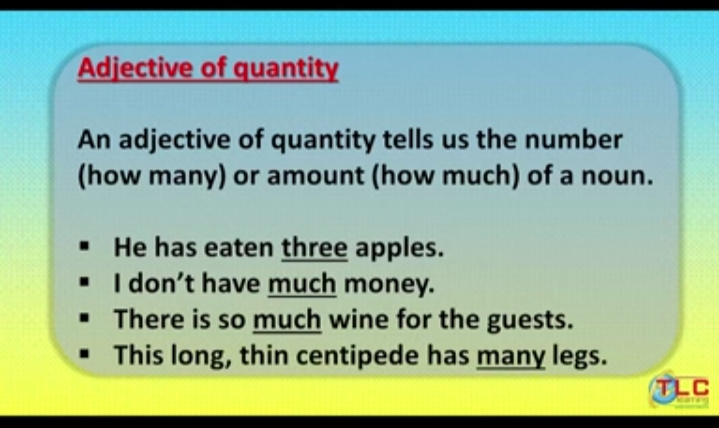 Adjective of quantity
An adjective of quantity tells us the number
(how many) or amount (how much) of a noun.
▪ He has eaten three apples.
▪ I don't have much money.
▪ There is so much wine for the guests.
▪ This long, thin centipede has many legs.
TLC